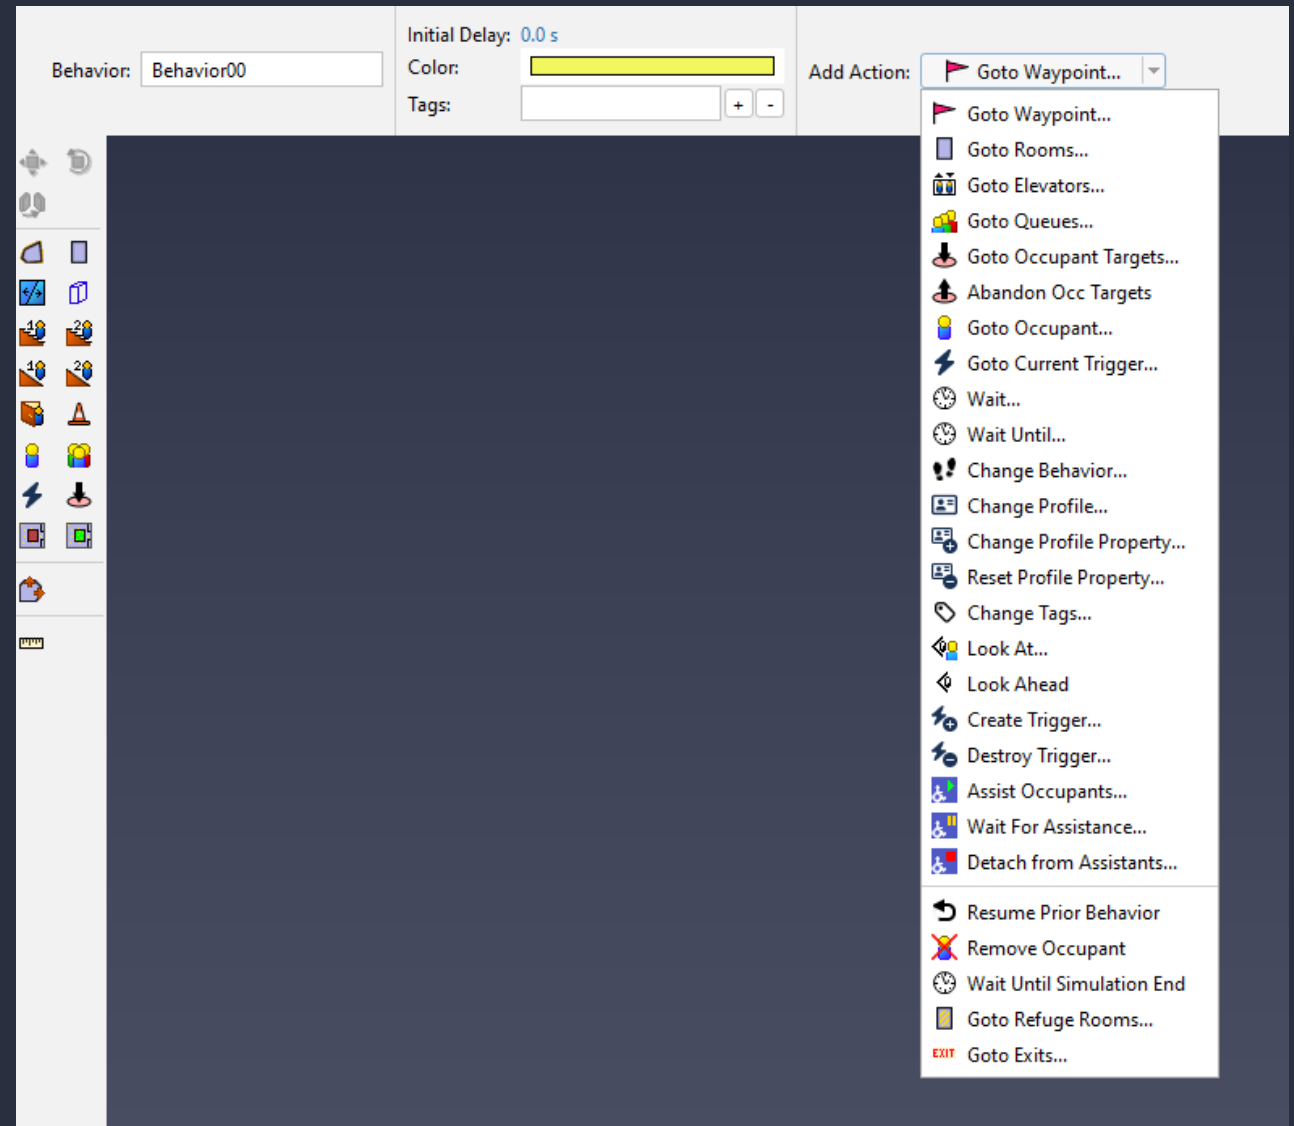 Behavior: Behavior00
Initial Delay: 0.0 s
Color:
Tags:
+ -
Add Action: Goto Waypoint...
Goto Waypoint...
Goto Rooms...
Goto Elevators...
Goto Queues...
Goto Occupant Targets...
Abandon Occ Targets
Goto Occupant...
Goto Current Trigger...
Wait...
Wait Until...
Change Behavior...
Change Profile...
Change Profile Property...
Reset Profile Property...
Change Tags...
Look At...
Look Ahead
Create Trigger...
Destroy Trigger...
Assist Occupants...
Wait For Assistance...
Detach from Assistants...
Resume Prior Behavior
Remove Occupant
Wait Until Simulation End
Goto Refuge Rooms...
EXIT Goto Exits...
1 2
1 2